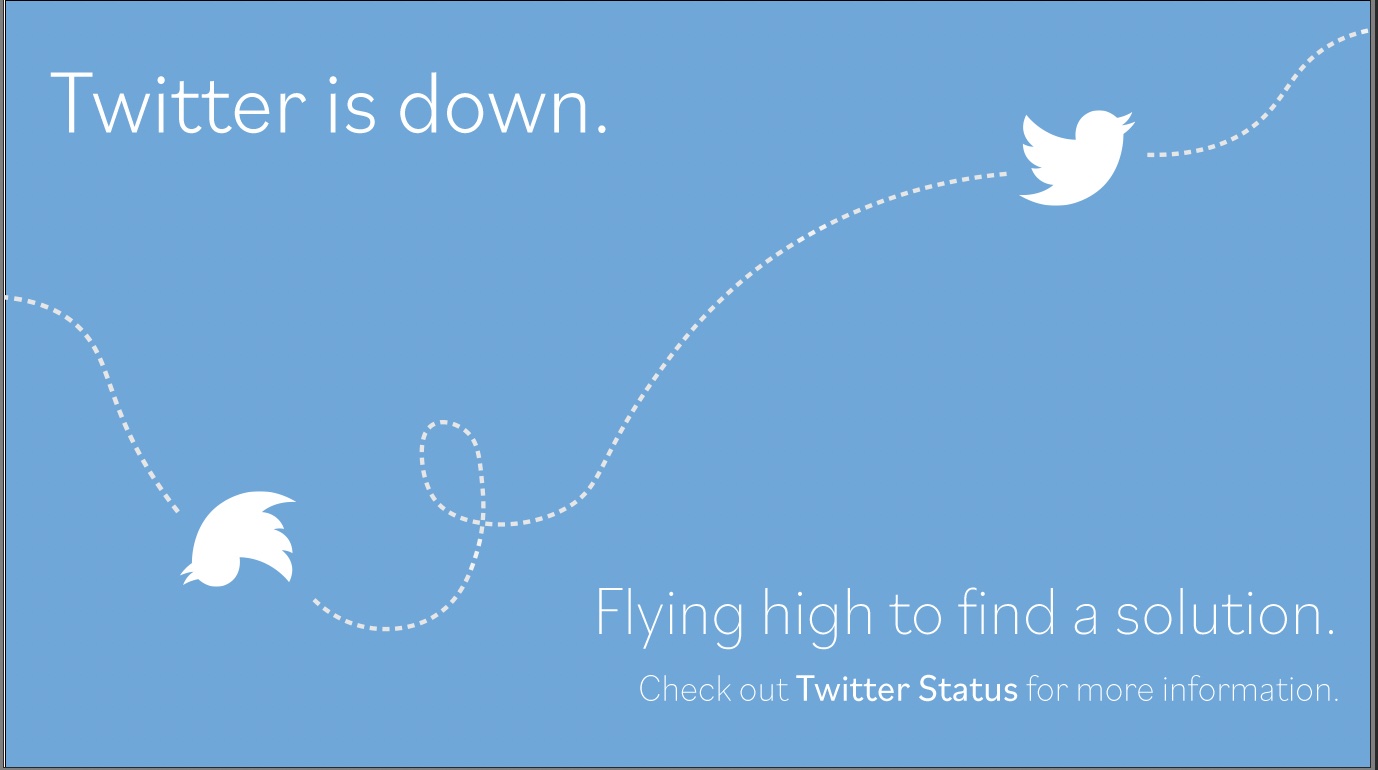 Twitter is down.
Flying high to find a solution.
Check out Twitter Status for more information.